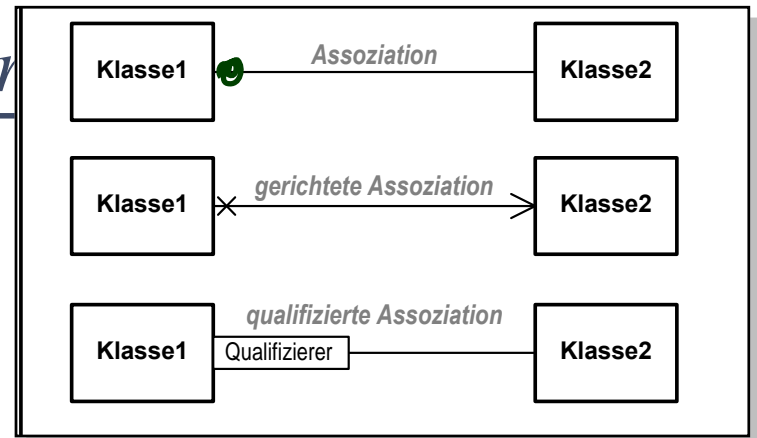 Assoziation
Klasse1 Klasse2
gerichtete Assoziation
Klasse1 Klasse2
qualifizierte Assoziation
Klasse1 Qualifizierer Klasse2